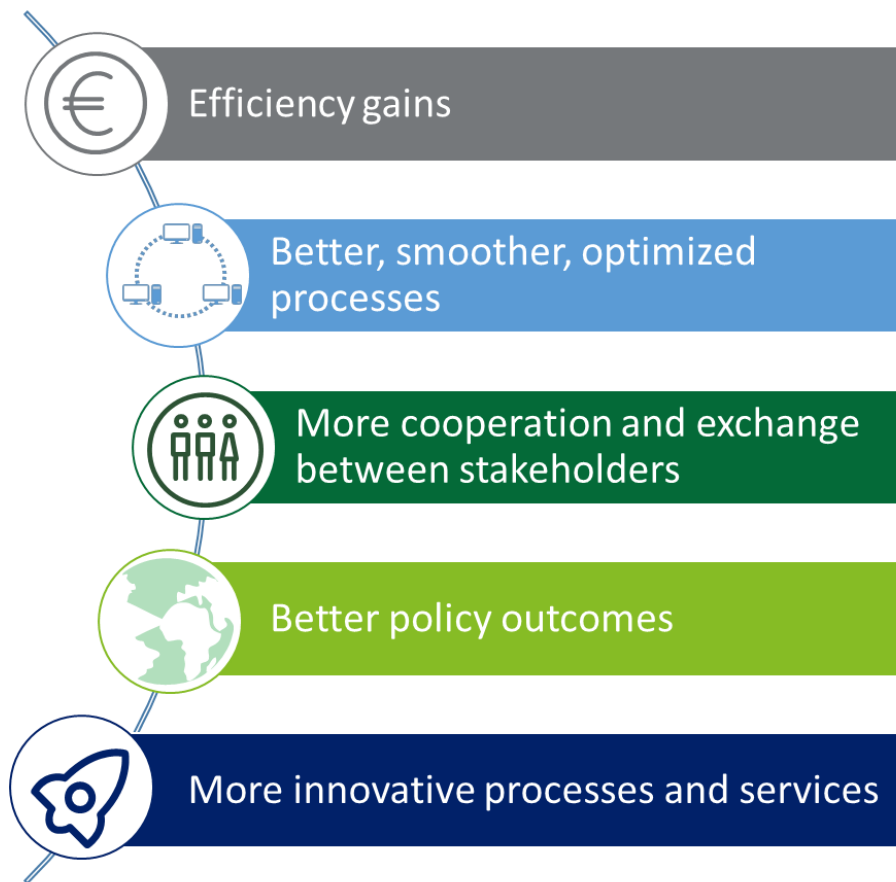 Efficiency gains
Better, smoother, optimized
processes
More cooperation and exchange
between stakeholders
Better policy outcomes
More innovative processes and services